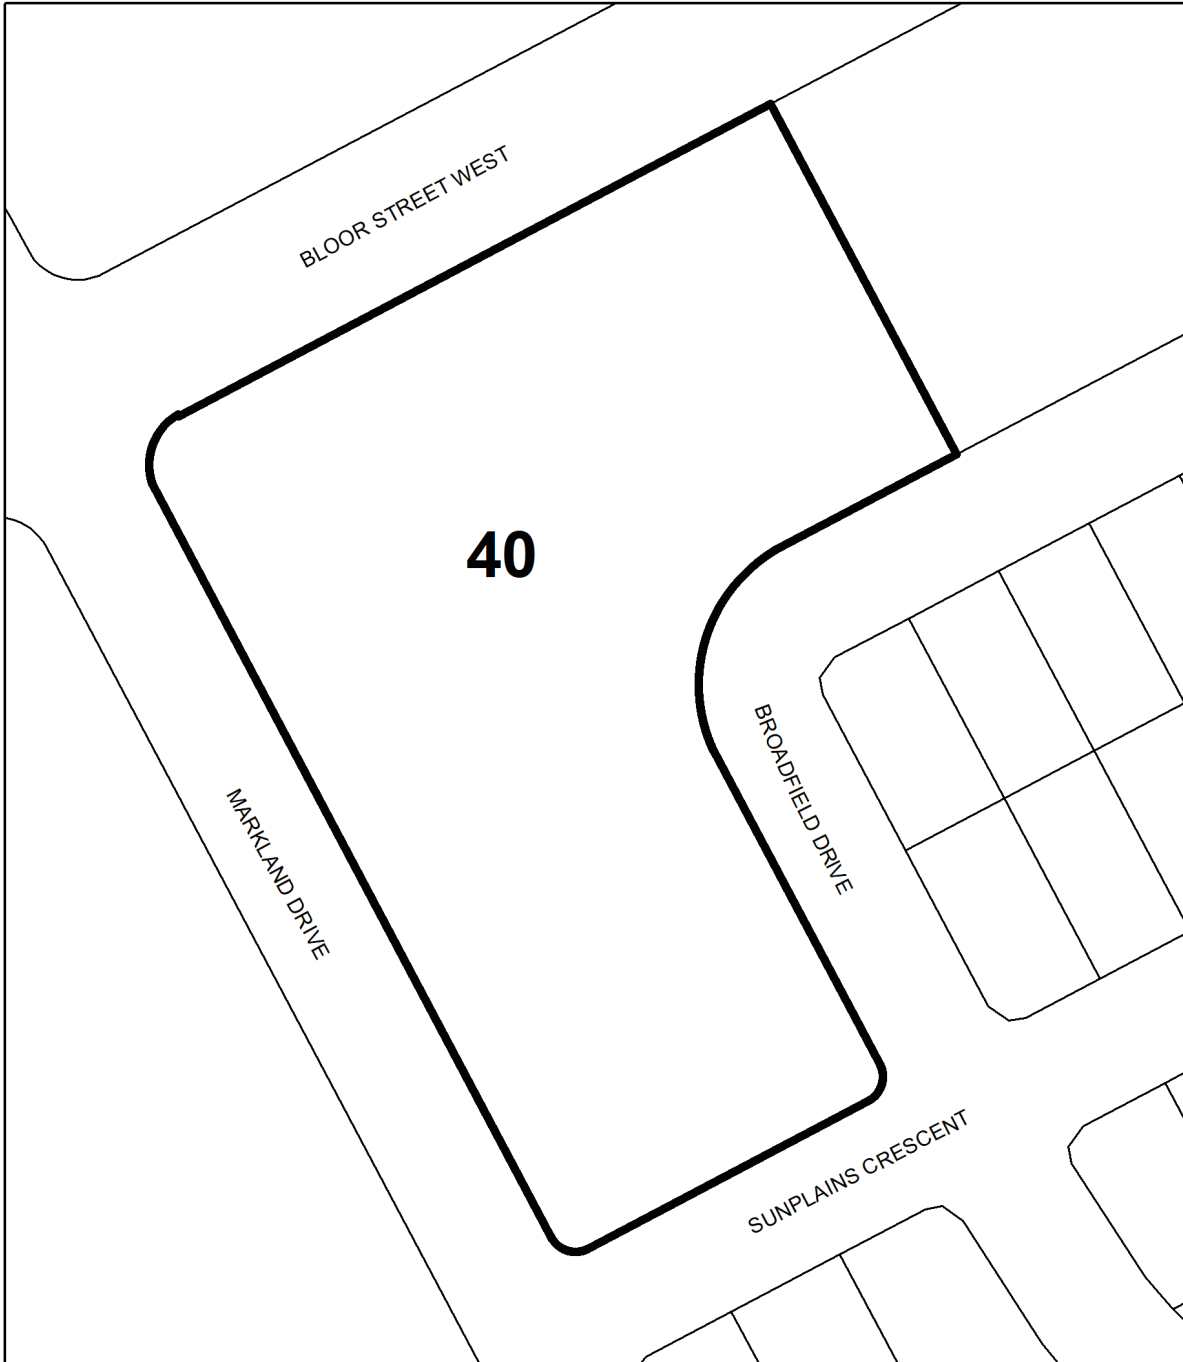 BLOOR STREET WEST
40
BROADFIELD DRIVE
MARKLAND DRIVE
SUNPLAINS CRESCENT